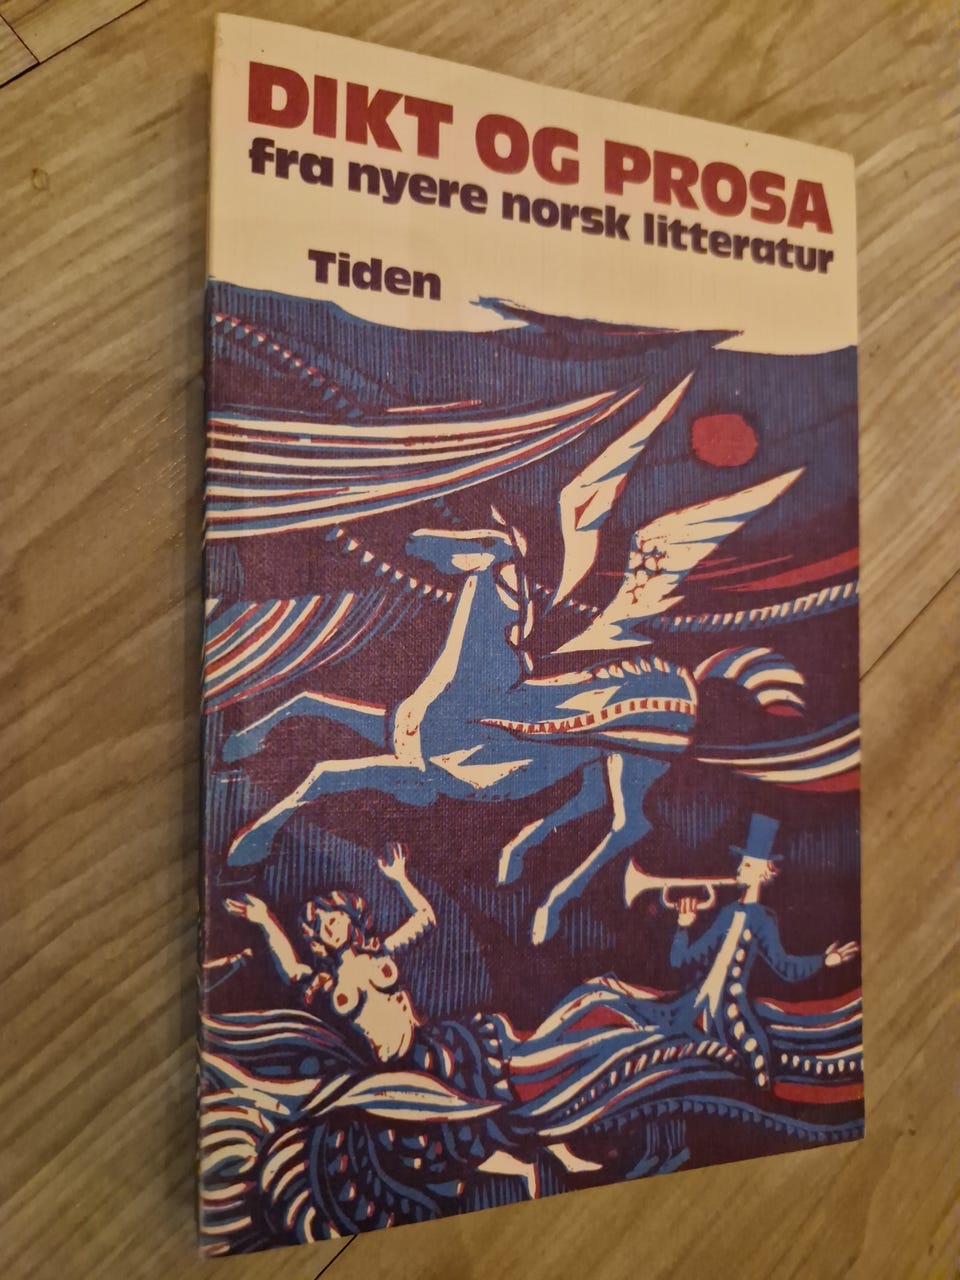 DIKT OG PROSA
fra nyere norsk litteratur
Tiden